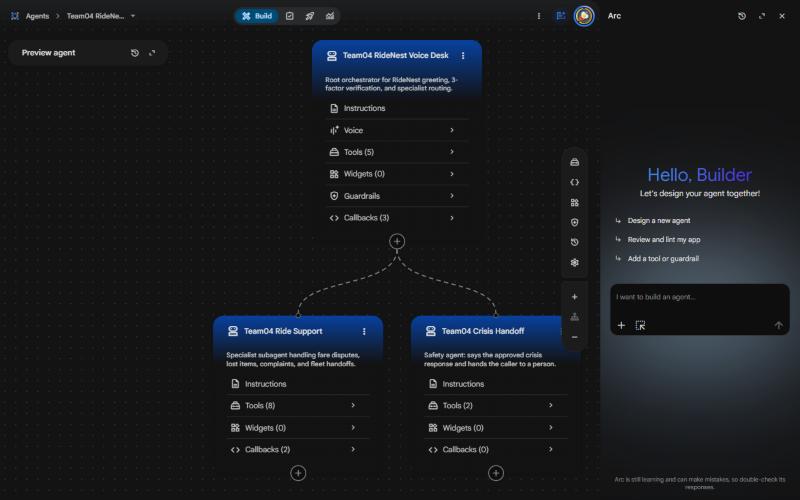 Agents > Team04 RideNe...
Build
Arc
Preview agent
Team04 RideNest Voice Desk
Root orchestrator for RideNest greeting, 3-
factor verification, and specialist routing.
Instructions
Voice
Tools (5)
Widgets (0)
Guardrails
Callbacks (3)
Team04 Ride Support
Specialist subagent handling fare disputes,
lost items, complaints, and fleet handoffs.
Instructions
Tools (8)
Widgets (0)
Callbacks (2)
Team04 Crisis Handoff
Safety agent: says the approved crisis
response and hands the caller to a person.
Instructions
Tools (2)
Widgets (0)
Callbacks (0)
Hello, Builder
Let's design your agent together!
Design a new agent
Review and lint my app
Add a tool or guardrail
I want to build an agent...
Arc is still learning and can make mistakes, so double-check its
responses.